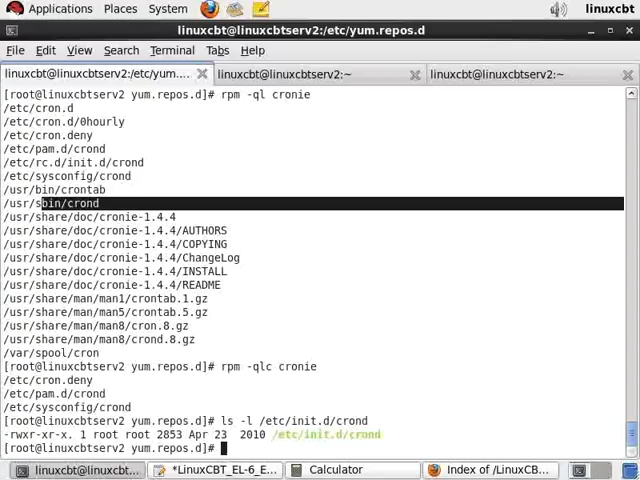 Applications Places System linuxcbt
linuxcbt@linuxcbtserv2:/etc/yum.repos.d
File Edit View Search Terminal Tabs Help
linuxcbt@linuxcbtserv2:/etc/yum.... linuxcbt@linuxcbtserv2:~ linuxcbt@linuxcbtserv2:~
[root@linuxcbtserv2 yum.repos.d]# rpm -ql cronie
/etc/cron.d
/etc/cron.d/0hourly
/etc/cron.deny
/etc/pam.d/crond
/etc/rc.d/init.d/crond
/etc/sysconfig/crond
/usr/bin/crontab
/usr/sbin/crond
/usr/share/doc/cronie-1.4.4
/usr/share/doc/cronie-1.4.4/AUTHORS
/usr/share/doc/cronie-1.4.4/COPYING
/usr/share/doc/cronie-1.4.4/ChangeLog
/usr/share/doc/cronie-1.4.4/INSTALL
/usr/share/doc/cronie-1.4.4/README
/usr/share/man/man1/crontab.1.gz
/usr/share/man/man5/crontab.5.gz
/usr/share/man/man8/cron.8.gz
/usr/share/man/man8/crond.8.gz
/var/spool/cron
[root@linuxcbtserv2 yum.repos.d]# rpm -qlc cronie
/etc/cron.deny
/etc/pam.d/crond
/etc/sysconfig/crond
[root@linuxcbtserv2 yum.repos.d]# ls -l /etc/init.d/crond
-rwxr-xr-x. 1 root root 2853 Apr 23 2010 /etc/init.d/crond
[root@linuxcbtserv2 yum.repos.d]#
linuxcbt@linuxcbt... *LinuxCBT_EL-6_E... Calculator Index of /LinuxCB...